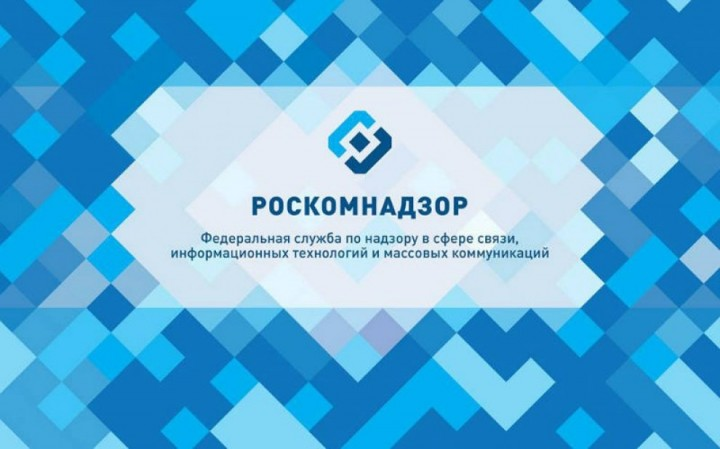 РОСКОМНАДЗОР
Федеральная служба по надзору в сфере связи,
информационных технологий и массовых коммуникаций